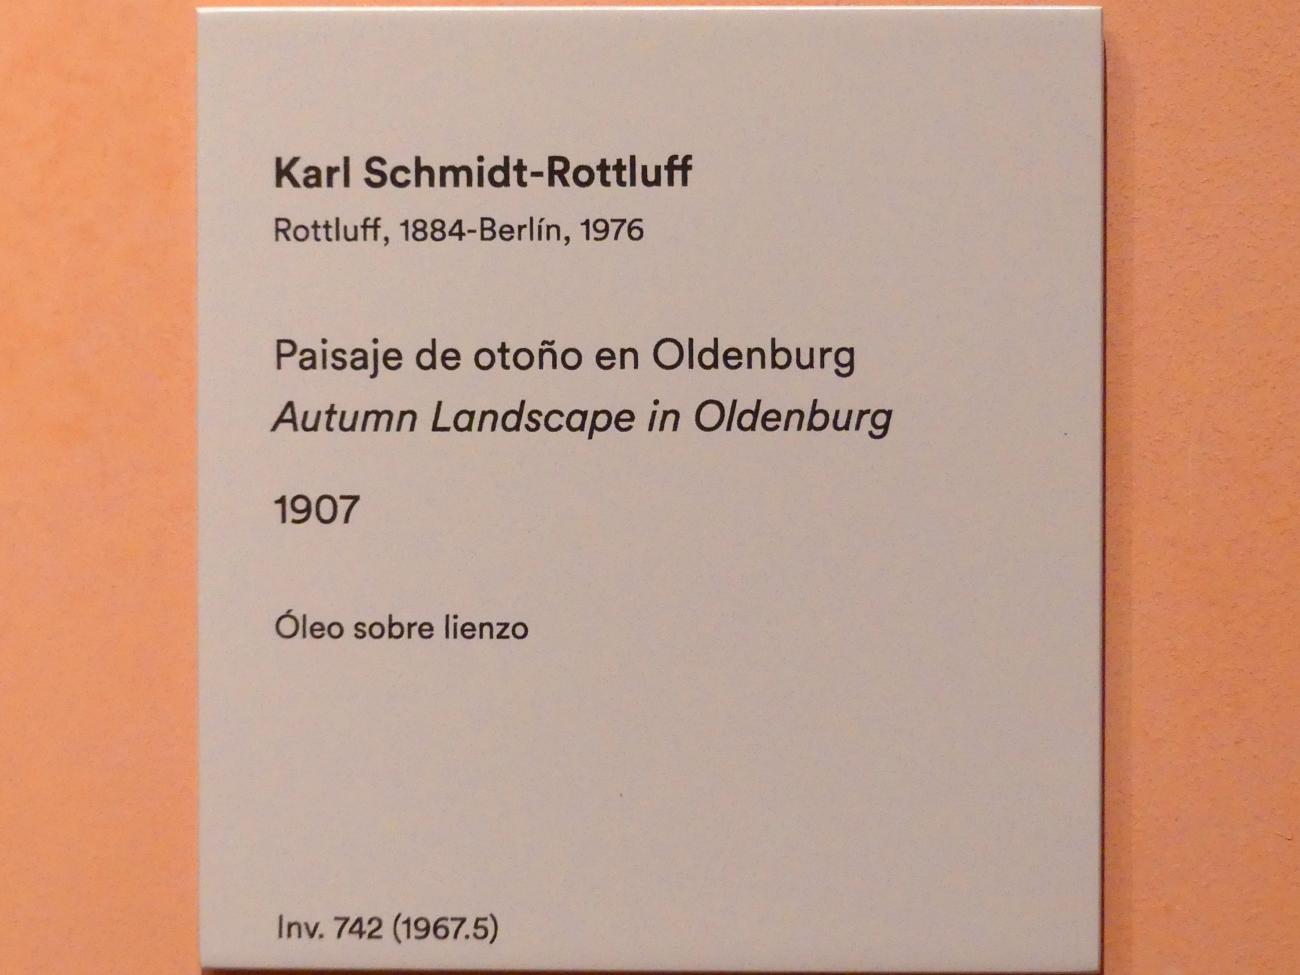 Karl Schmidt-Rottluff
Rottluff, 1884-Berlín, 1976
Paisaje de otoño en Oldenburg
Autumn Landscape in Oldenburg
1907
Óleo sobre lienzo
Inv. 742 (1967.5)